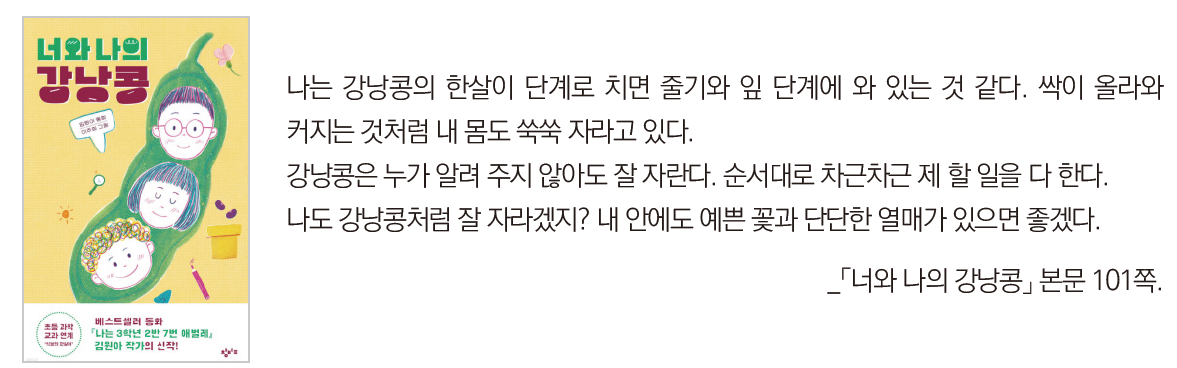 너와 나의
강낭콩
김원아 동화
이주희 그림
초등 과학
교과 연계
"식물의 한살이"
베스트셀러 동화
『나는 3학년 2반 7번 애벌레』
김원아 작가의 신작!
창비
나는 강낭콩의 한살이 단계로 치면 줄기와 잎 단계에 와 있는 것 같다. 싹이 올라와
커지는 것처럼 내 몸도 쑥쑥 자라고 있다.
강낭콩은 누가 알려 주지 않아도 잘 자란다. 순서대로 차근차근 제 할 일을 다 한다.
나도 강낭콩처럼 잘 자라겠지? 내 안에도 예쁜 꽃과 단단한 열매가 있으면 좋겠다.
_「너와 나의 강낭콩」 본문 101쪽.